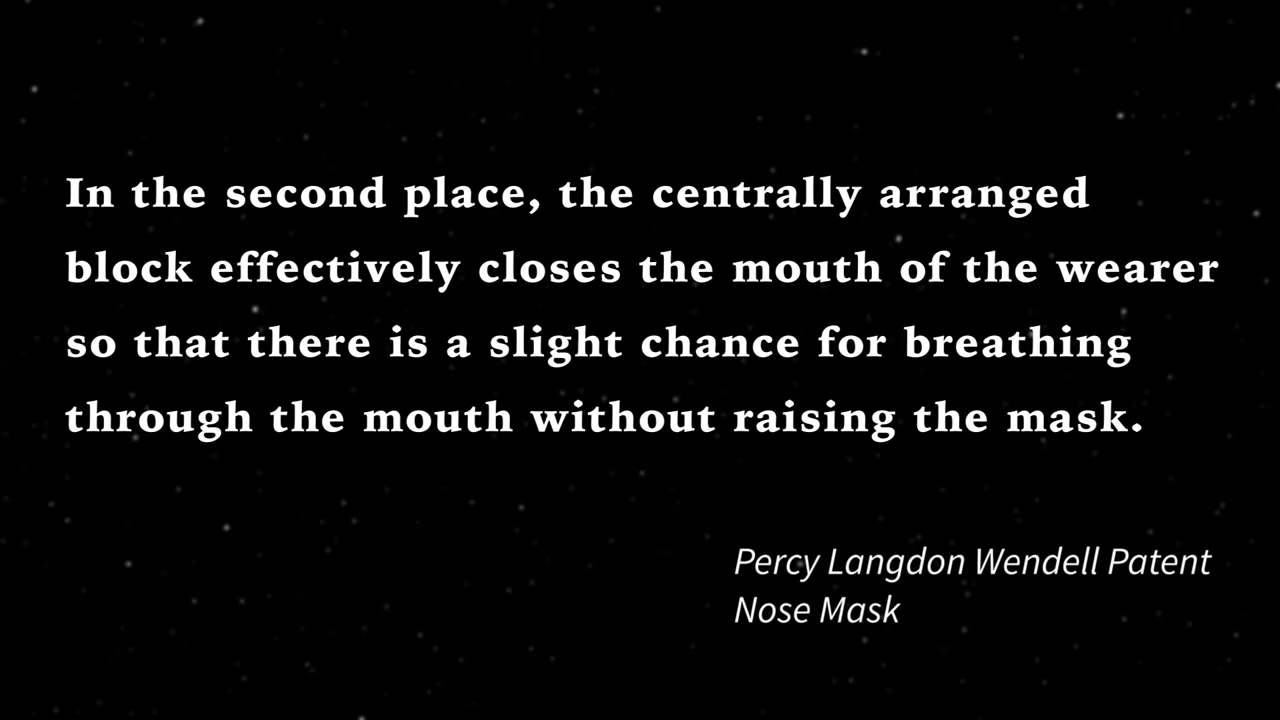 In the second place, the centrally arranged
block effectively closes the mouth of the wearer
so that there is a slight chance for breathing
through the mouth without raising the mask.
Percy Langdon Wendell Patent
Nose Mask